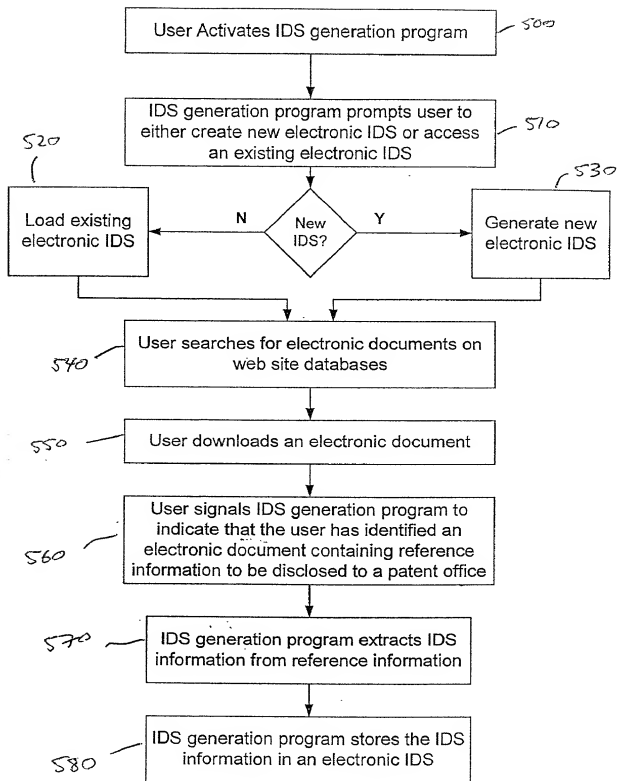 User Activates IDS generation program
500
IDS generation program prompts user to
either create new electronic IDS or access
an existing electronic IDS
510
520
530
Load existing
electronic IDS
N
New
IDS?
Y
Generate new
electronic IDS
User searches for electronic documents on
web site databases
540
User downloads an electronic document
550
User signals IDS generation program to
indicate that the user has identified an
electronic document containing reference
information to be disclosed to a patent office
560
IDS generation program extracts IDS
information from reference information
570
IDS generation program stores the IDS
information in an electronic IDS
580